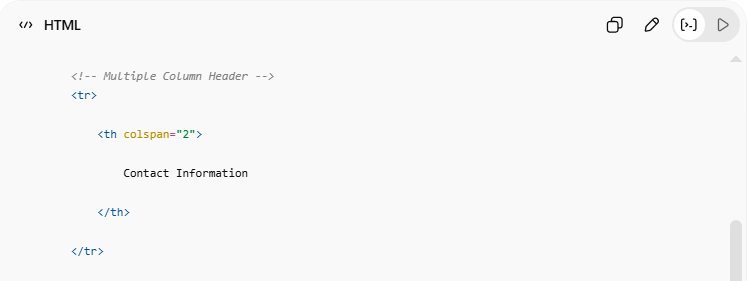 HTML
<!-- Multiple Column Header -->
<tr>
<th colspan="2">
Contact Information
</th>
</tr>